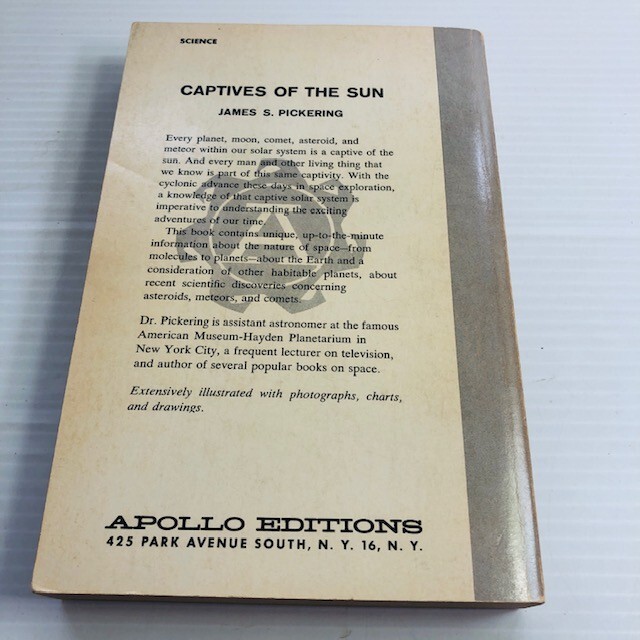 SCIENCE
CAPTIVES OF THE SUN
JAMES S. PICKERING
Every planet, moon, comet, asteroid, and
meteor within our solar system is a captive of the
sun. And every man and other living thing that
we know is part of this same captivity. With the
cyclonic advance these days in space exploration,
a knowledge of that captive solar system is
imperative to understanding the exciting
adventures of our time.
This book contains unique, up-to-the-minute
information about the nature of space—from
molecules to planets—about the Earth and a
consideration of other habitable planets, about
recent scientific discoveries concerning
asteroids, meteors, and comets.
Dr. Pickering is assistant astronomer at the famous
American Museum-Hayden Planetarium in
New York City, a frequent lecturer on television,
and author of several popular books on space.
Extensively illustrated with photographs, charts,
and drawings.
APOLLO EDITIONS
425 PARK AVENUE SOUTH, N. Y. 16, N. Y.